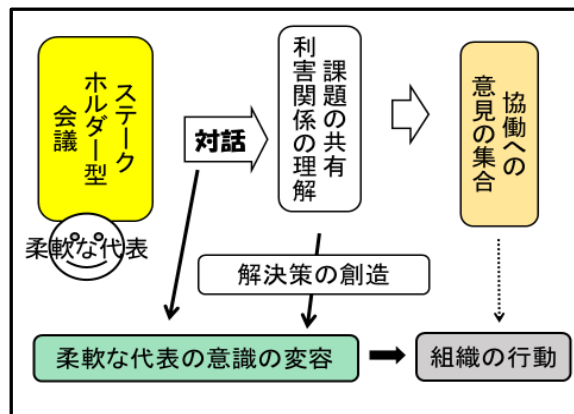 ステーク
ホルダー型
会議
柔軟な代表
対話
課題の共有
利害関係の理解
協働への
意見の集合
解決策の創造
柔軟な代表の意識の変容
組織の行動